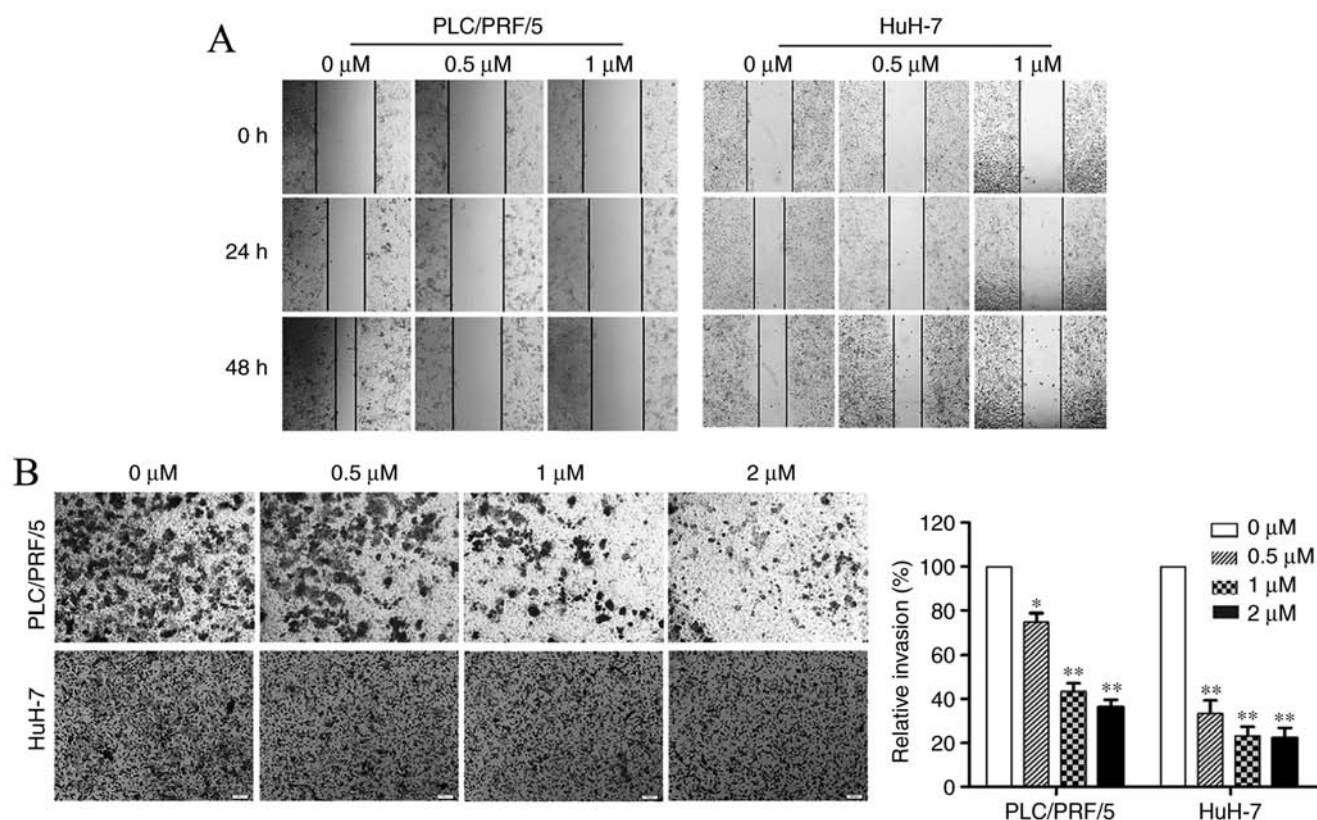 A
PLC/PRF/5
HuH-7
0 μM 0.5 μM 1 μM
0 μM 0.5 μM 1 μM
0 h
24 h
48 h
B
0 μM 0.5 μM 1 μM 2 μM
PLC/PRF/5
HuH-7
Relative invasion (%)
120
100
80
60
40
20
0
0 μM
0.5 μM
1 μM
2 μM
*
**
**
**
**
**
PLC/PRF/5 HuH-7